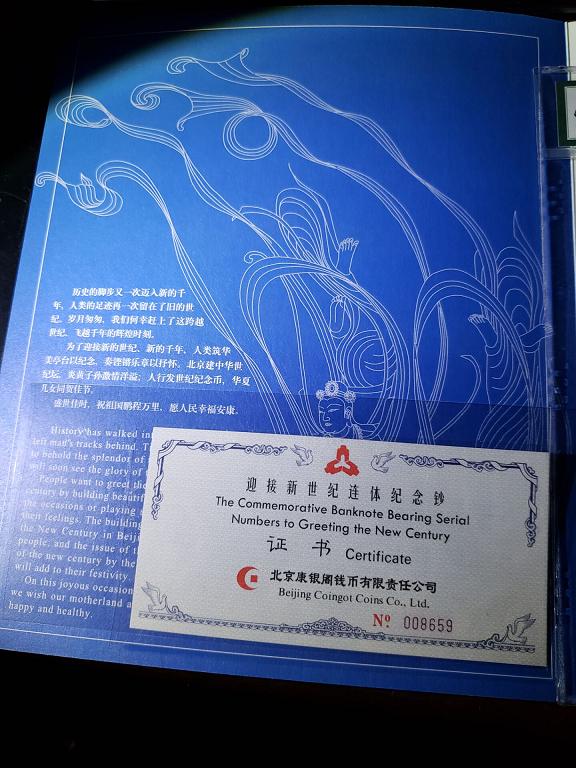 历史的脚步又一次迈入新的千
年，人类的足迹再一次留在了旧的世
纪。岁月匆匆，我们何幸赶上了这跨越
世纪、飞越千年的辉煌时刻。
为了迎接新的世纪、新的千年，人类筑华
美亭台以纪念，奏铿锵乐章以抒怀。北京建中华世
纪坛，炎黄子孙激情洋溢；人行发世纪纪念币，华夏
儿女同贺佳节。
盛世佳时，祝祖国鹏程万里，愿人民幸福安康。
History has walked in
left man's tracks behind. T
to behold the splendor of
will soon see the glory of
People want to greet the
century by building beautif
the occasions or playing
their feelings. The building
the New Century in Beiji
people, and the issue of t
of the new century by the
will add to their festivity.
On this joyous occasion
we wish our motherland a
happy and healthy.
迎接新世纪连体纪念钞
The Commemorative Banknote Bearing Serial
Numbers to Greeting the New Century
证书 Certificate
北京康银阁钱币有限责任公司
Beijing Coingot Coins Co., Ltd.
Nº 008659